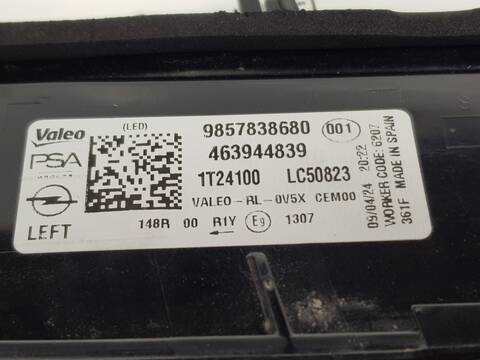 Valeo
(LED)
PSA
LEFT
9857838680 001
463944839
1T24100 LC50823
VALEO-RL-0V5X CEM00
148R 00 R1Y E9 1307
09/04/24 20:22
WORKER CODE: 6207
361F MADE IN SPAIN